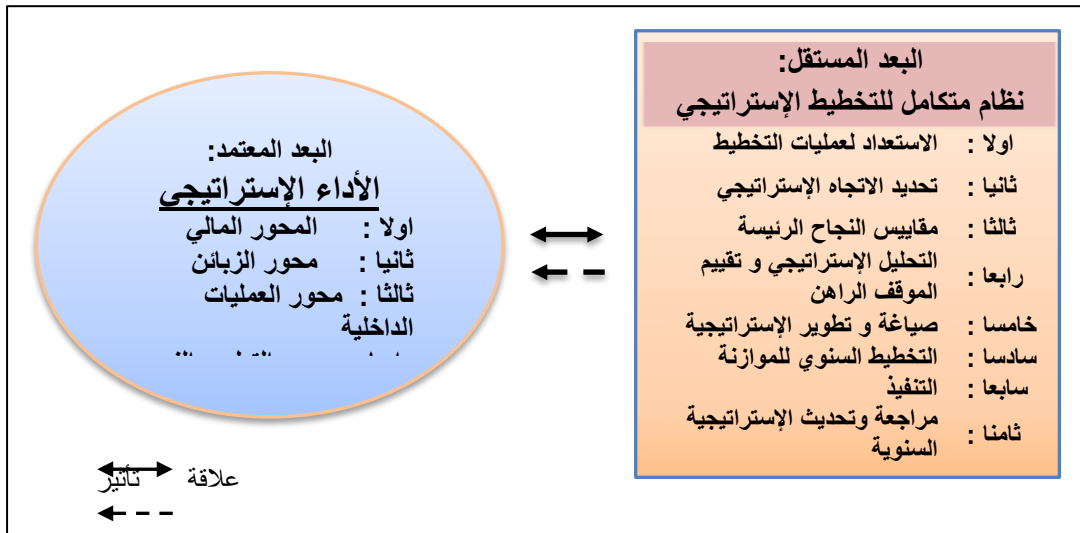 البعد المستقل:
نظام متكامل للتخطيط الإستراتيجي
اولا : الاستعداد لعمليات التخطيط
ثانيا : تحديد الاتجاه الإستراتيجي
ثالثا : مقاييس النجاح الرئيسة
رابعا : التحليل الإستراتيجي و تقييم
الموقف الراهن
خامسا : صياغة و تطوير الإستراتيجية
سادسا : التخطيط السنوي للموازنة
سابعا : التنفيذ
ثامنا : مراجعة وتحديث الإستراتيجية
السنوية
البعد المعتمد:
الأداء الإستراتيجي
اولا : المحور المالي
ثانيا : محور الزبائن
ثالثا : محور العمليات
الداخلية
علاقة تأثير